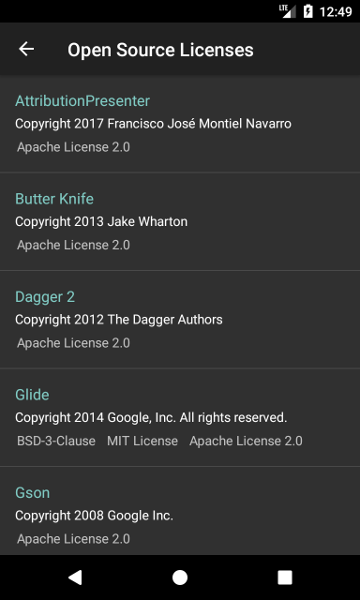 LTE 12:49
Open Source Licenses
AttributionPresenter
Copyright 2017 Francisco José Montiel Navarro
Apache License 2.0
Butter Knife
Copyright 2013 Jake Wharton
Apache License 2.0
Dagger 2
Copyright 2012 The Dagger Authors
Apache License 2.0
Glide
Copyright 2014 Google, Inc. All rights reserved.
BSD-3-Clause MIT License Apache License 2.0
Gson
Copyright 2008 Google Inc.
Apache License 2.0